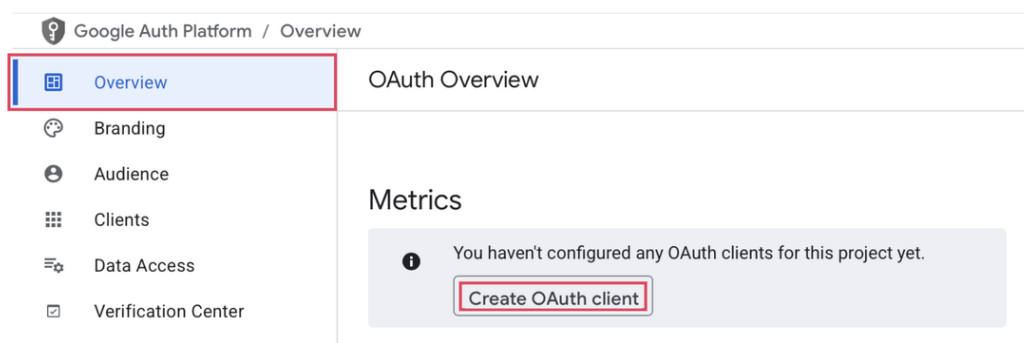 Google Auth Platform / Overview
Overview
Branding
Audience
Clients
Data Access
Verification Center
OAuth Overview
Metrics
You haven't configured any OAuth clients for this project yet.
Create OAuth client